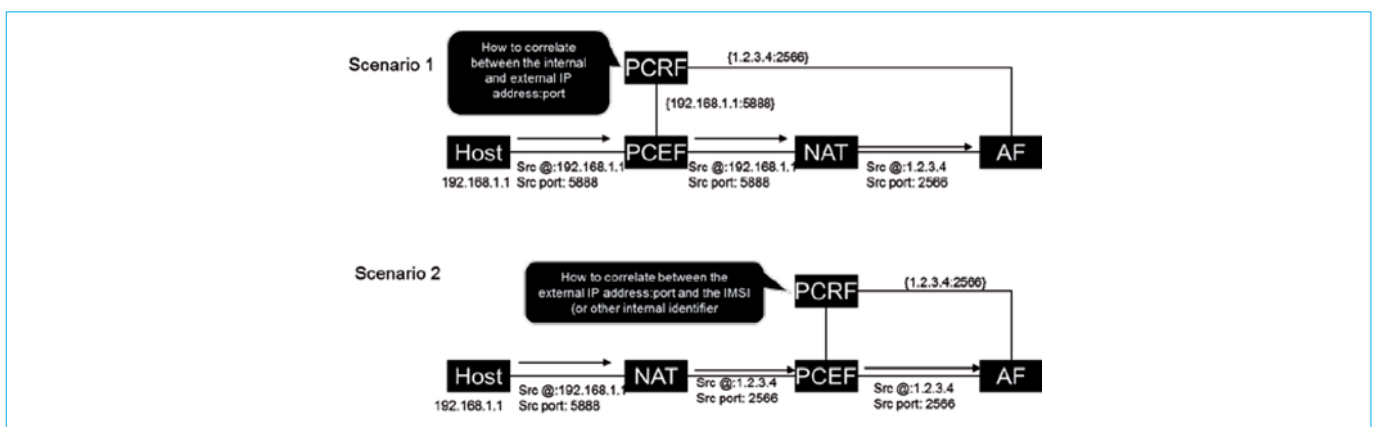 Scenario 1
How to correlate
between the internal
and external IP
address:port
PCRF
{1.2.3.4:2566}
{192.168.1.1:5888}
Host
PCEF
NAT
AF
192.168.1.1
Src @:192.168.1.1
Src port: 5888
Src @:192.168.1.1
Src port: 5888
Src @:1.2.3.4
Src port: 2566
Scenario 2
How to correlate between the
external IP address:port and the IMSI
(or other internal identifier
PCRF
{1.2.3.4:2566}
Host
NAT
PCEF
AF
192.168.1.1
Src @:192.168.1.1
Src port: 5888
Src @:1.2.3.4
Src port: 2566
Src @:1.2.3.4
Src port: 2566